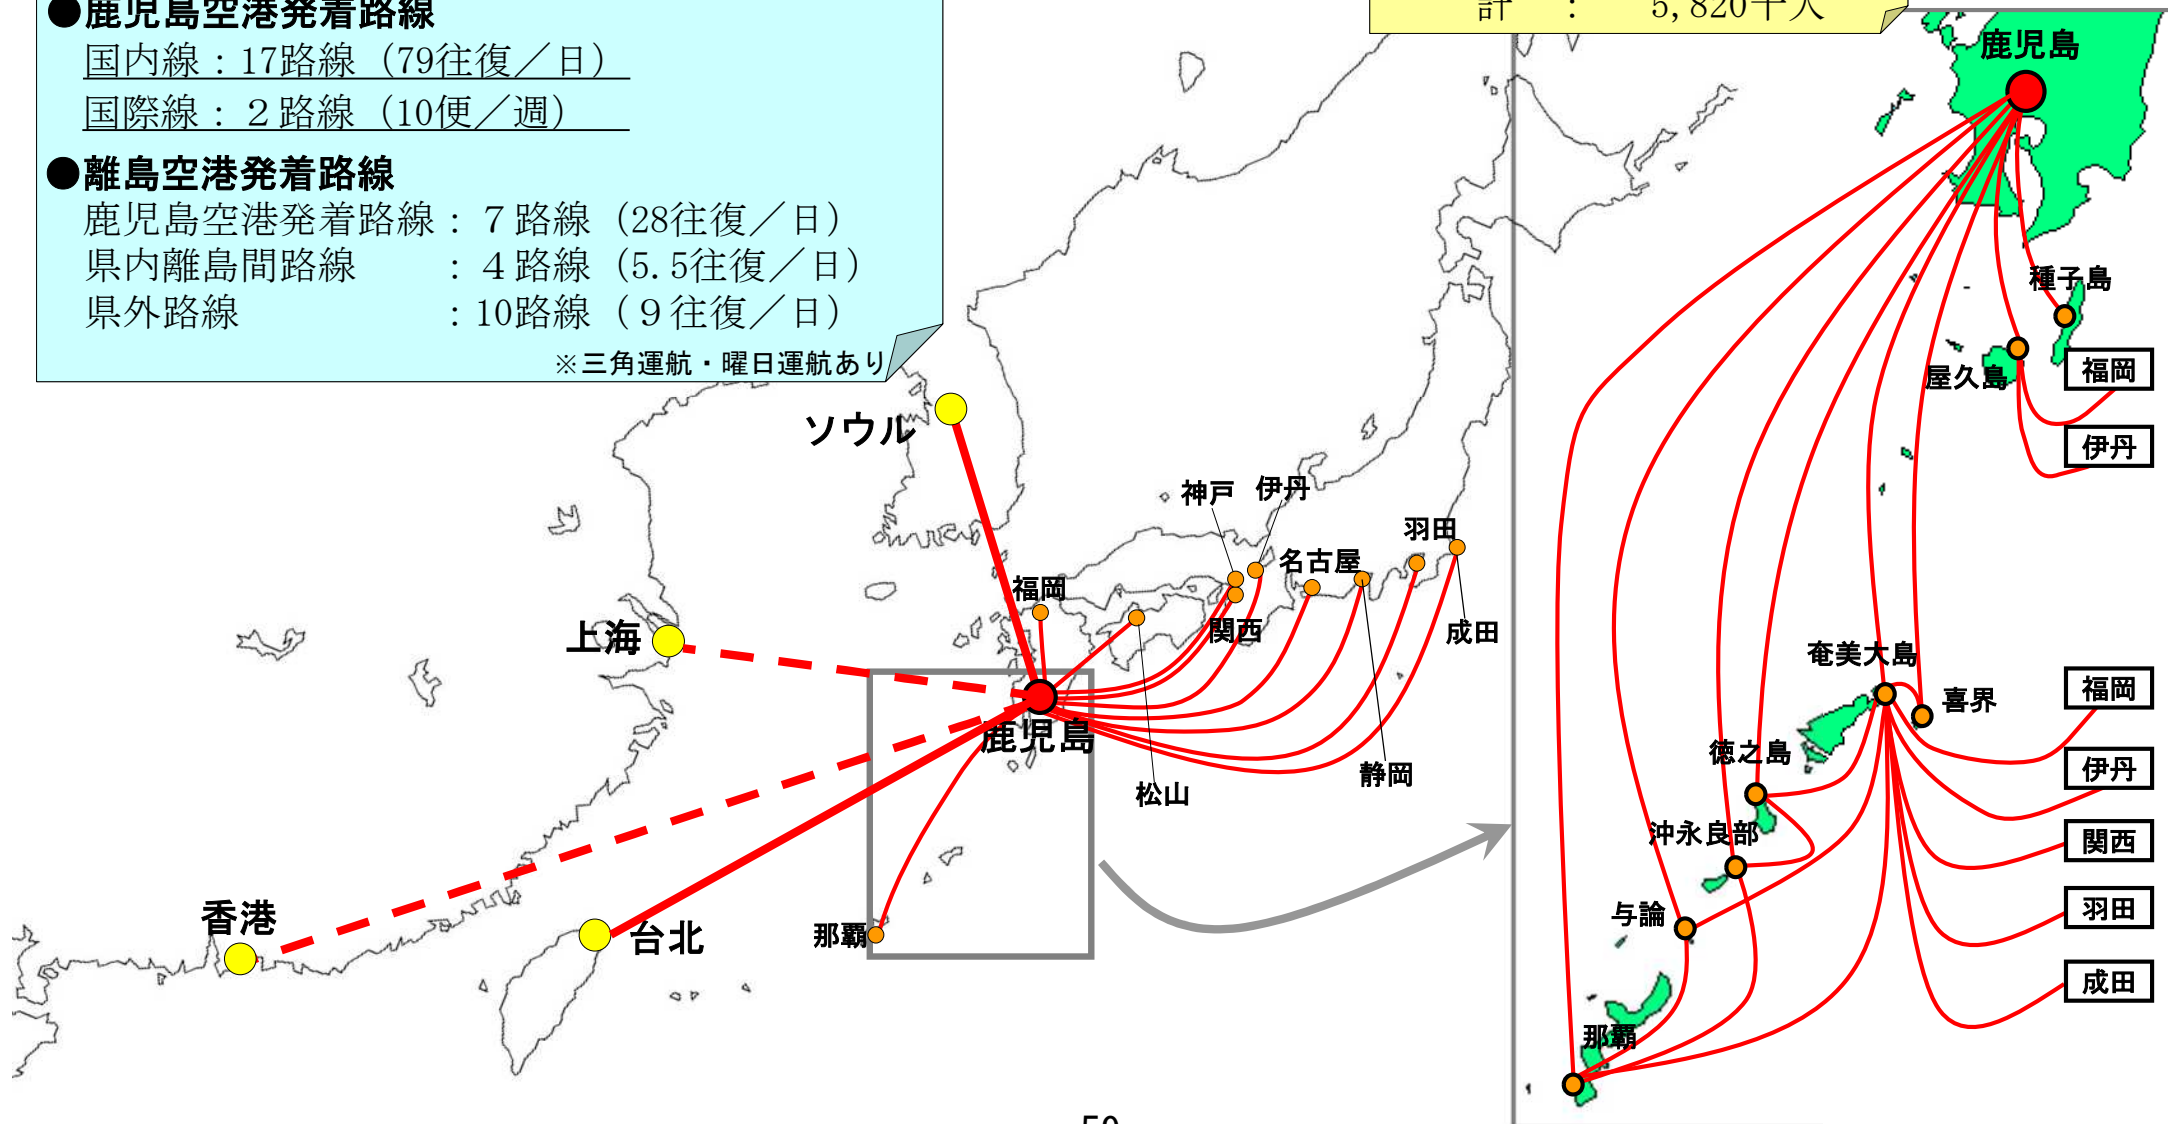 ●鹿児島空港発着路線
国内線：17路線（79往復／日）
国際線：２路線（10便／週）
●離島空港発着路線
鹿児島空港発着路線：７路線（28往復／日）
県内離島間路線　　：４路線（5.5往復／日）
県外路線　　　　　：10路線（９往復／日）
※三角運航・曜日運航あり
計　：　5,820千人
ソウル
上海
香港
台北
那覇
鹿児島
福岡
松山
神戸
伊丹
関西
名古屋
静岡
羽田
成田
鹿児島
種子島
屋久島
福岡
伊丹
奄美大島
喜界
徳之島
沖永良部
与論
那覇
福岡
伊丹
関西
羽田
成田